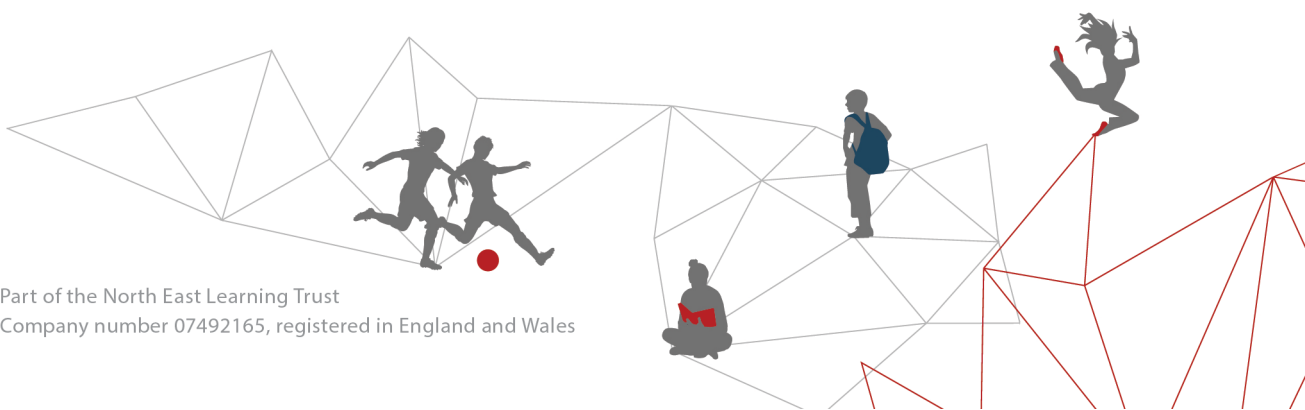 Part of the North East Learning Trust
Company number 07492165, registered in England and Wales